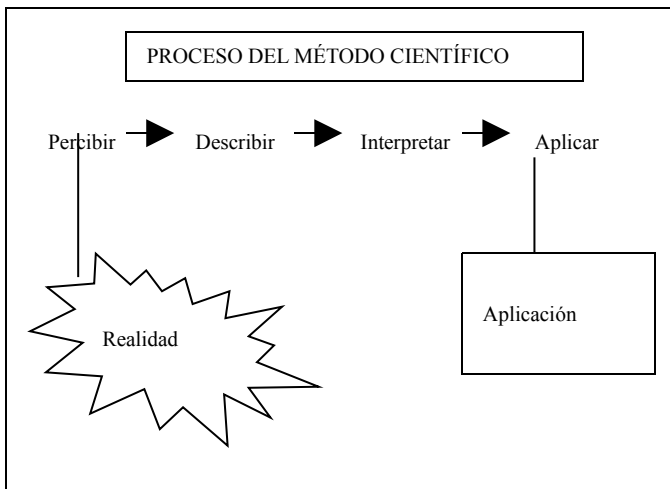 PROCESO DEL MÉTODO CIENTÍFICO
Percibir Describir Interpretar Aplicar
Realidad
Aplicación